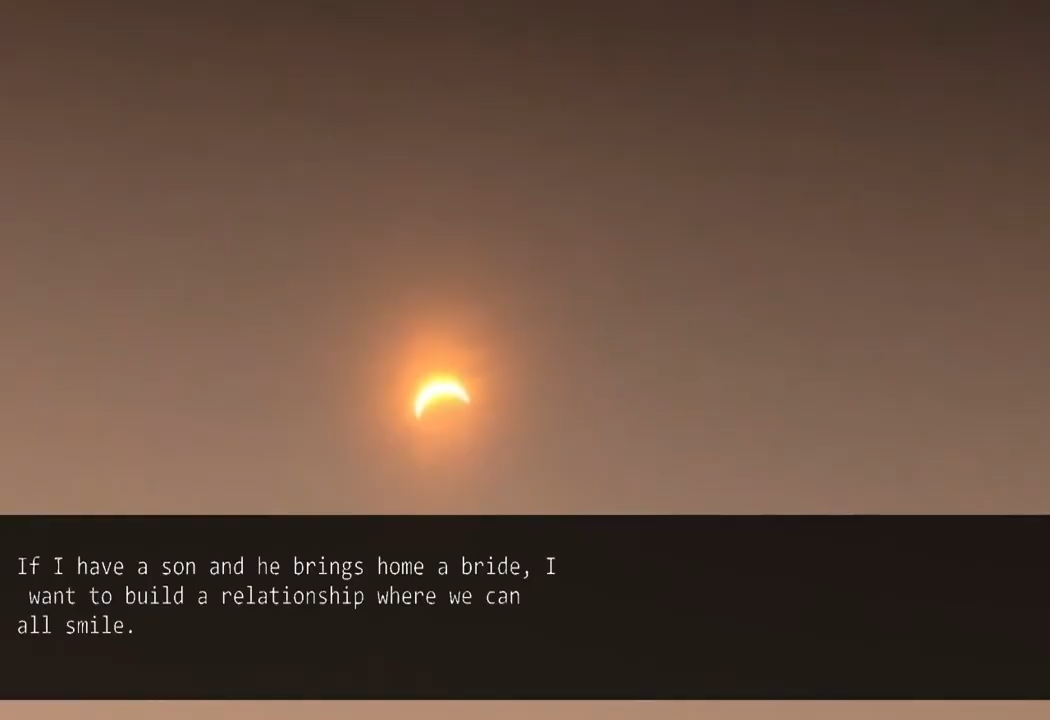 If I have a son and he brings home a bride, I
want to build a relationship where we can
all smile.